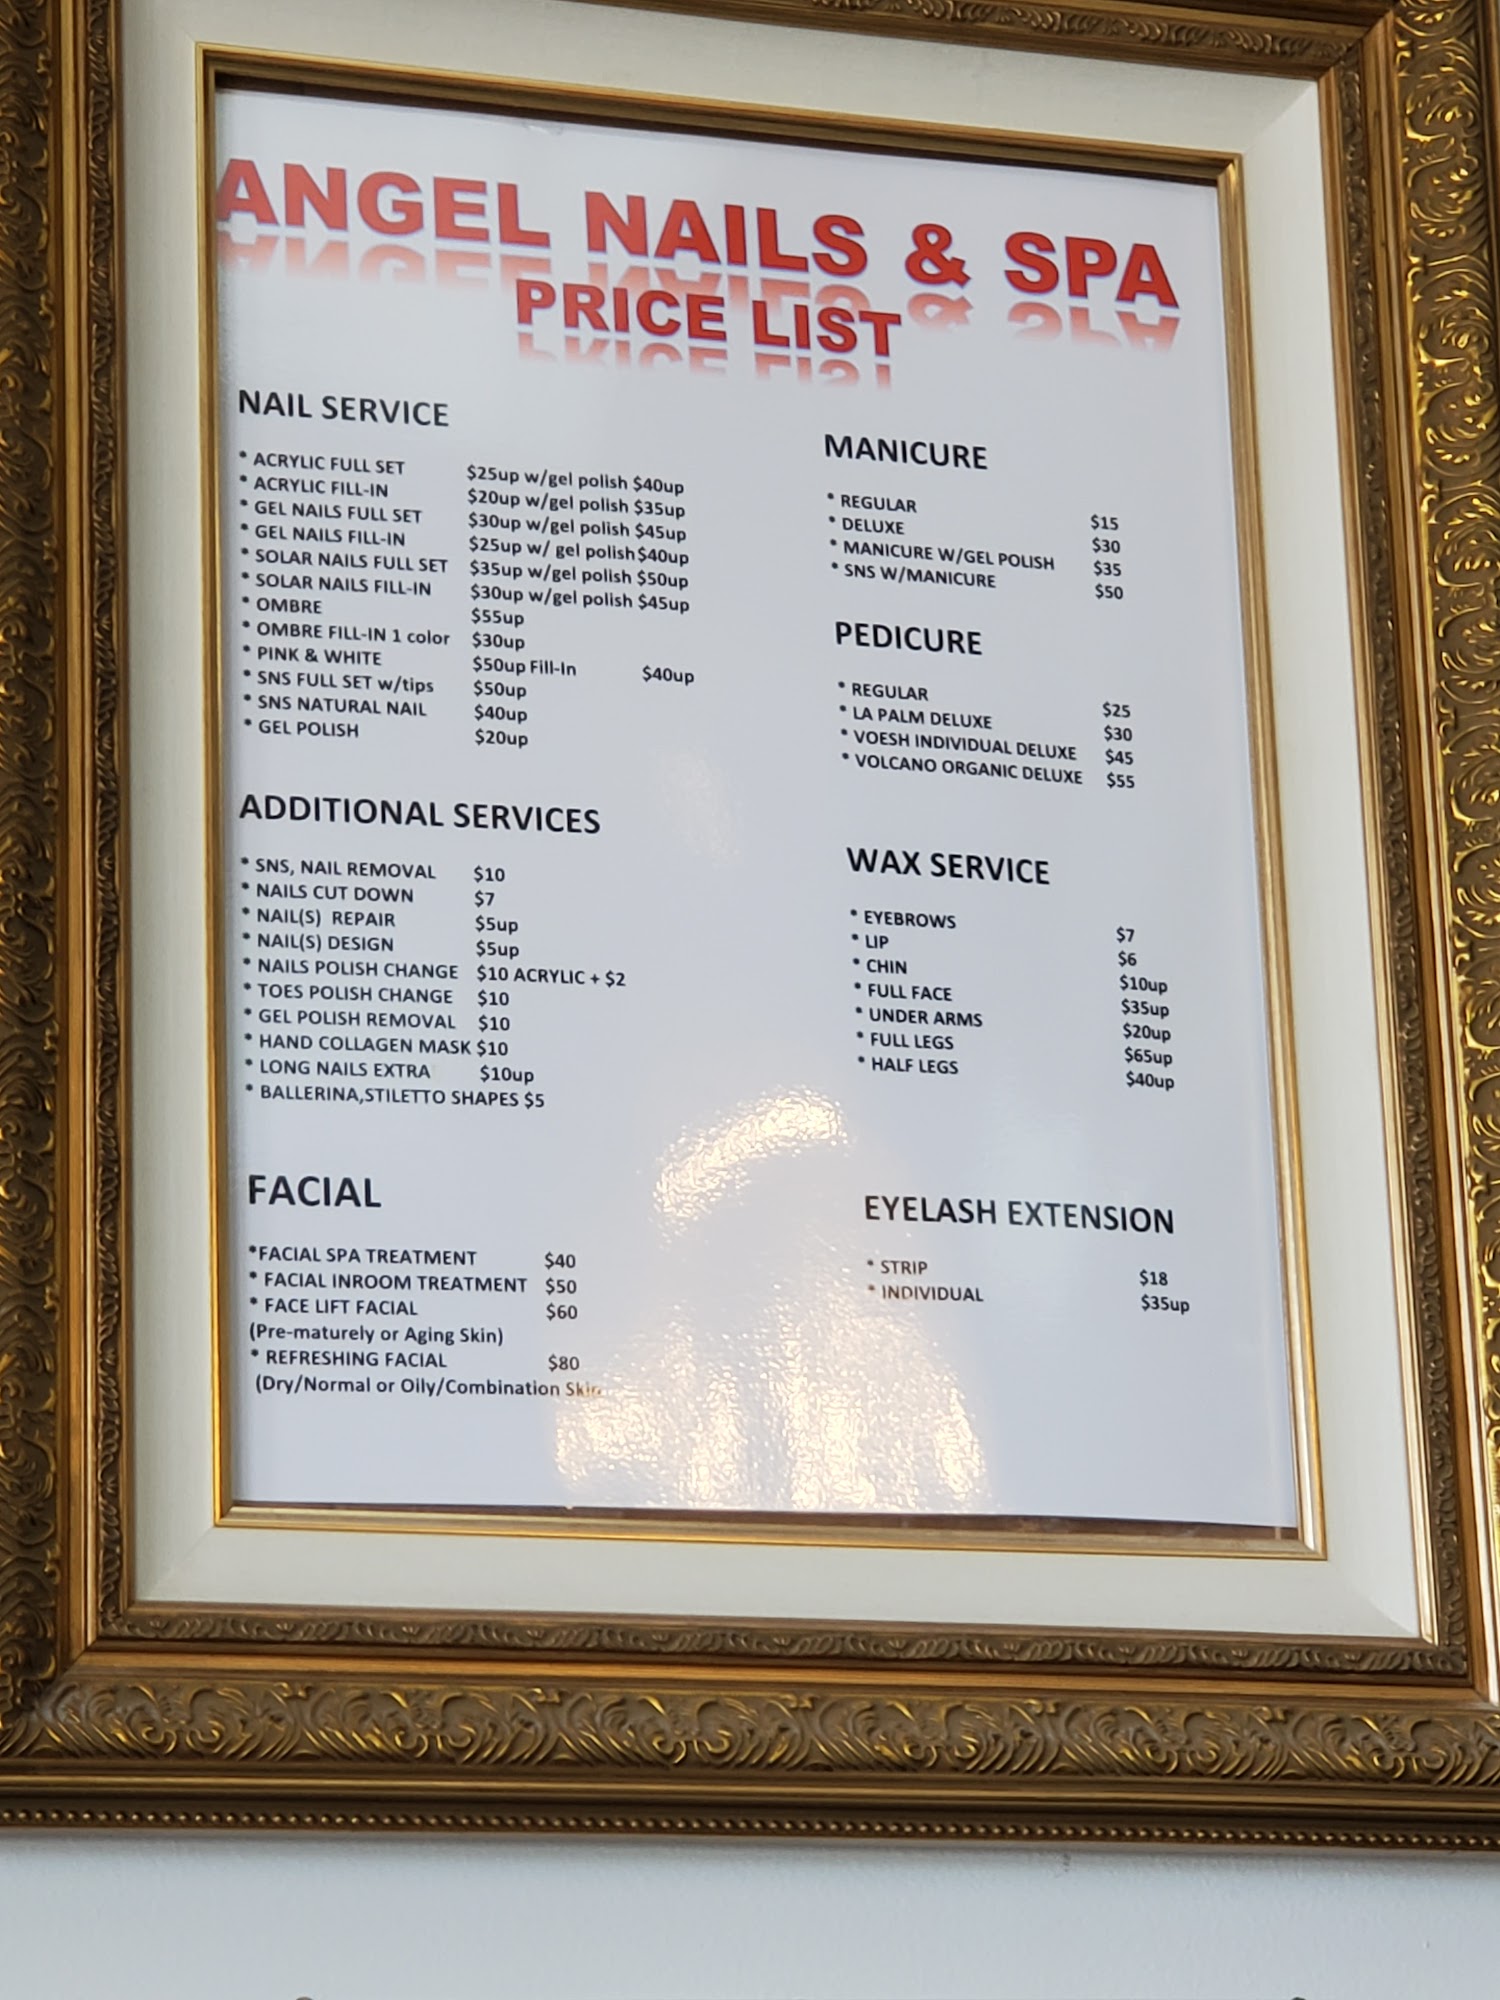 ANGEL NAILS & SPA
PRICE LIST
NAIL SERVICE
* ACRYLIC FULL SET $25up w/gel polish $40up
* ACRYLIC FILL-IN $20up w/gel polish $35up
* GEL NAILS FULL SET $30up w/gel polish $45up
* GEL NAILS FILL-IN $25up w/ gel polish $40up
* SOLAR NAILS FULL SET $35up w/gel polish $50up
* SOLAR NAILS FILL-IN $30up w/gel polish $45up
* OMBRE $55up
* OMBRE FILL-IN 1 color $30up
* PINK & WHITE $50up Fill-In $40up
* SNS FULL SET w/tips $50up
* SNS NATURAL NAIL $40up
* GEL POLISH $20up
ADDITIONAL SERVICES
* SNS, NAIL REMOVAL $10
* NAILS CUT DOWN $7
* NAIL(S) REPAIR $5up
* NAIL(S) DESIGN $5up
* NAILS POLISH CHANGE $10 ACRYLIC + $2
* TOES POLISH CHANGE $10
* GEL POLISH REMOVAL $10
* HAND COLLAGEN MASK $10
* LONG NAILS EXTRA $10up
* BALLERINA,STILETTO SHAPES $5
FACIAL
*FACIAL SPA TREATMENT $40
* FACIAL INROOM TREATMENT $50
* FACE LIFT FACIAL $60
(Pre-maturely or Aging Skin)
* REFRESHING FACIAL $80
(Dry/Normal or Oily/Combination Skin
MANICURE
* REGULAR $15
* DELUXE $30
* MANICURE W/GEL POLISH $35
* SNS W/MANICURE $50
PEDICURE
* REGULAR $25
* LA PALM DELUXE $30
* VOESH INDIVIDUAL DELUXE $45
* VOLCANO ORGANIC DELUXE $55
WAX SERVICE
* EYEBROWS $7
* LIP $6
* CHIN $10up
* FULL FACE $35up
* UNDER ARMS $20up
* FULL LEGS $65up
* HALF LEGS $40up
EYELASH EXTENSION
* STRIP $18
* INDIVIDUAL $35up